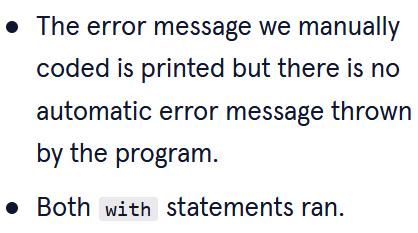 • The error message we manually
coded is printed but there is no
automatic error message thrown
by the program.
• Both with statements ran.